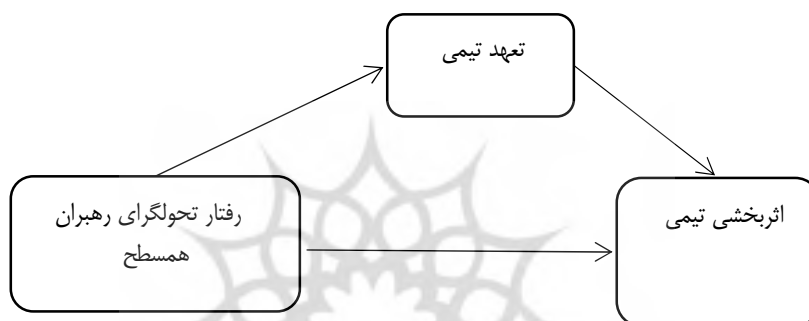 تعهد تیمی
رفتار تحولگرای رهبران
همسطح
اثربخشی تیمی